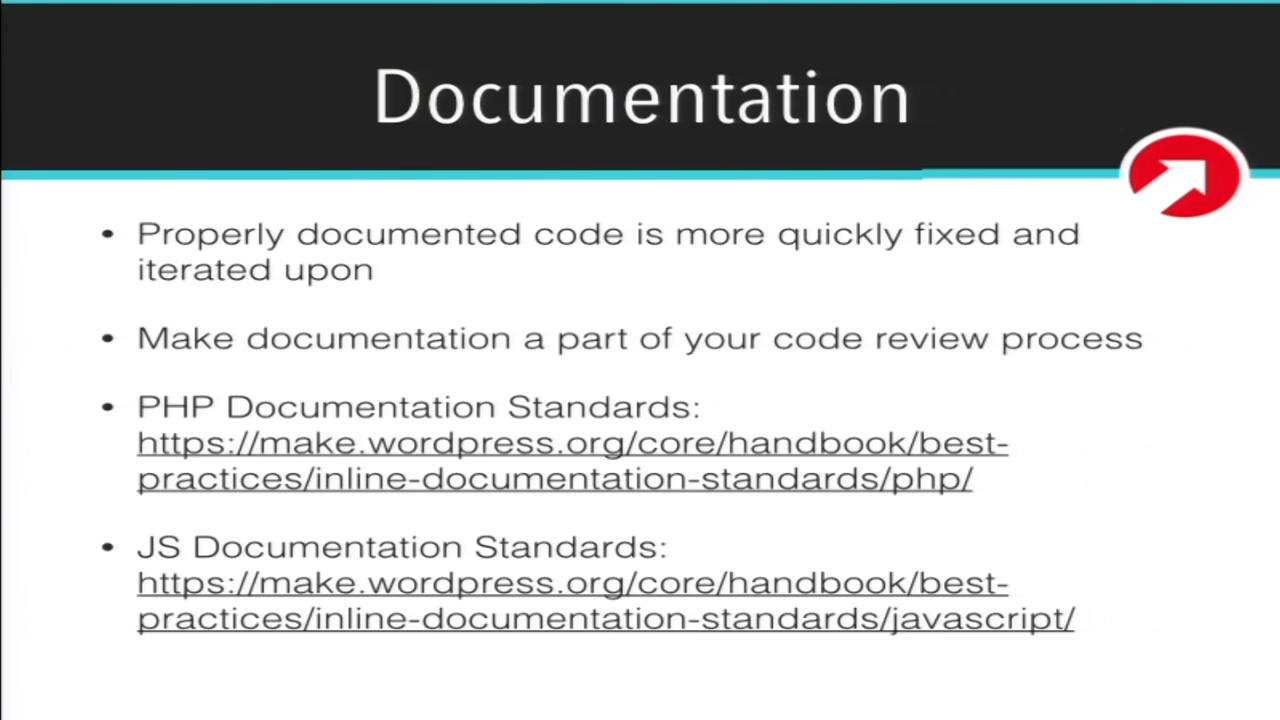 Documentation
• Properly documented code is more quickly fixed and
iterated upon
• Make documentation a part of your code review process
• PHP Documentation Standards:
https://make.wordpress.org/core/handbook/best-
practices/inline-documentation-standards/php/
• JS Documentation Standards:
https://make.wordpress.org/core/handbook/best-
practices/inline-documentation-standards/javascript/